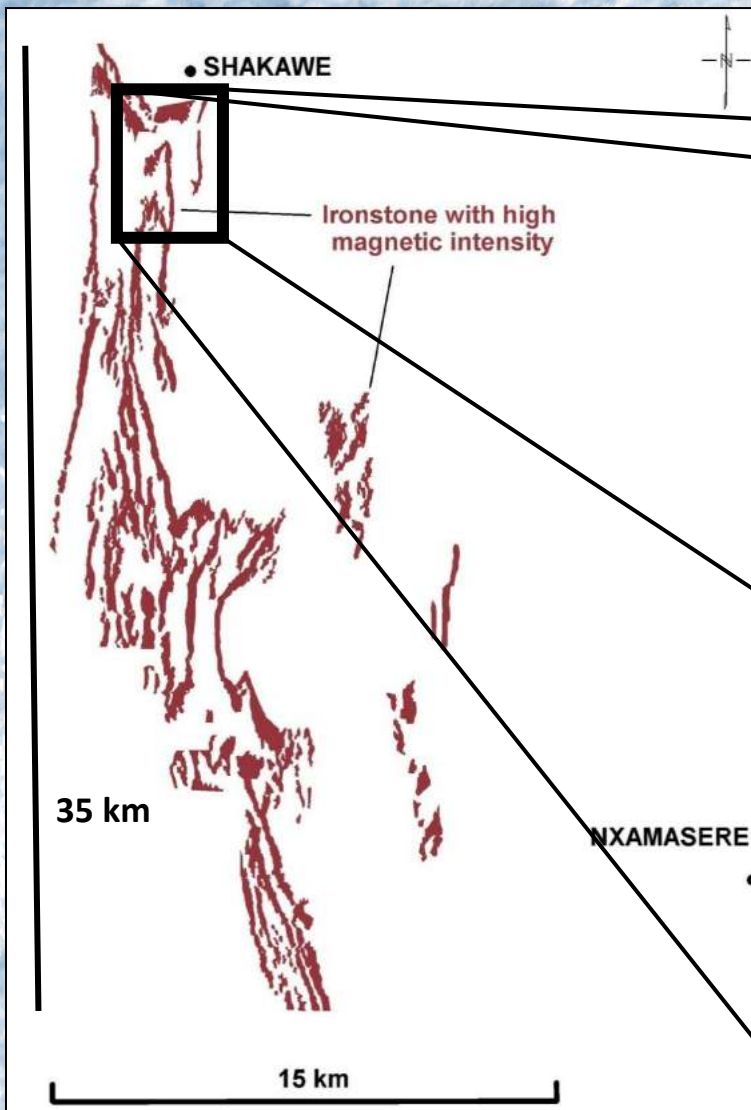 SHAKAWE
N
Ironstone with high
magnetic intensity
35 km
NXAMASERE
15 km